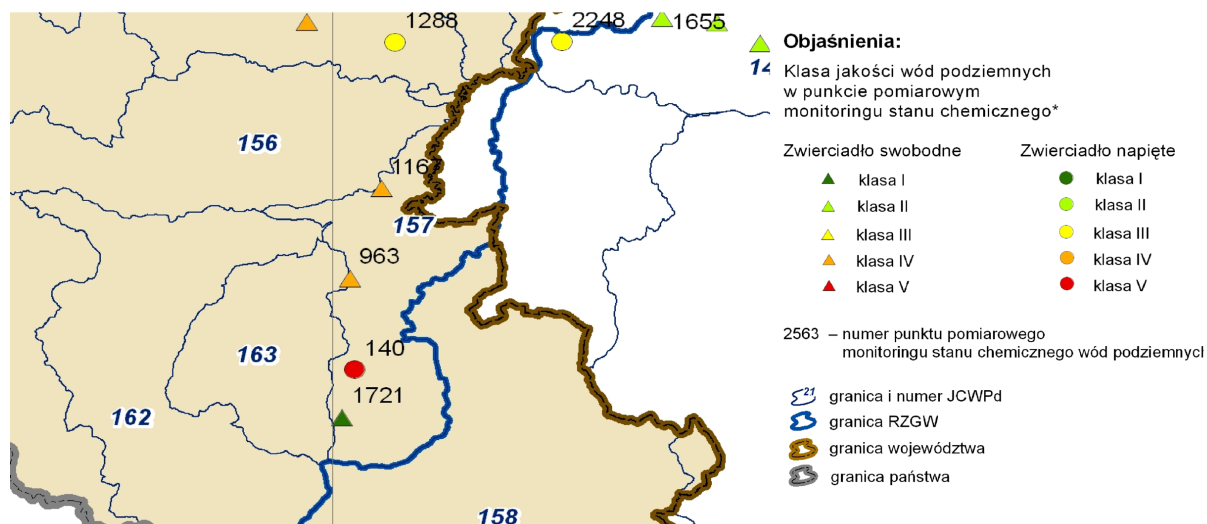 1288
2248
1655
156
1167
157
963
163
140
1721
162
158
14
Objaśnienia:
Klasa jakości wód podziemnych
w punkcie pomiarowym
monitoringu stanu chemicznego*
Zwierciadło swobodne
Zwierciadło napięte
klasa I
klasa I
klasa II
klasa II
klasa III
klasa III
klasa IV
klasa IV
klasa V
klasa V
2563 – numer punktu pomiarowego
monitoringu stanu chemicznego wód podziemnych
21 granica i numer JCWPd
granica RZGW
granica województwa
granica państwa